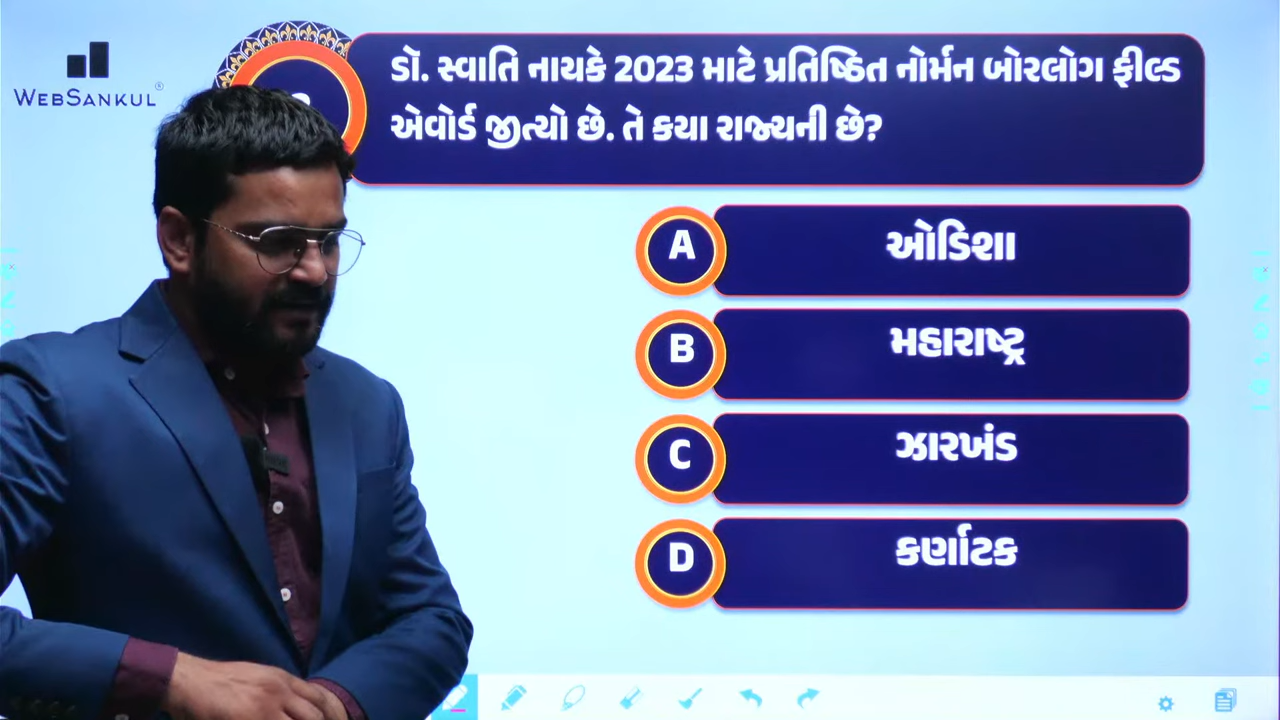 WEBSANKUL®
ડૉ. સ્વાતિ નાયકે 2023 માટે પ્રતિષ્ઠિત નોર્મન બોરલોગ ફીલ્ડ
એવોર્ડ જીત્યો છે. તે કયા રાજ્યની છે?
A ઓડિશા
B મહારાષ્ટ્ર
C ઝારખંડ
D કર્ણાટક